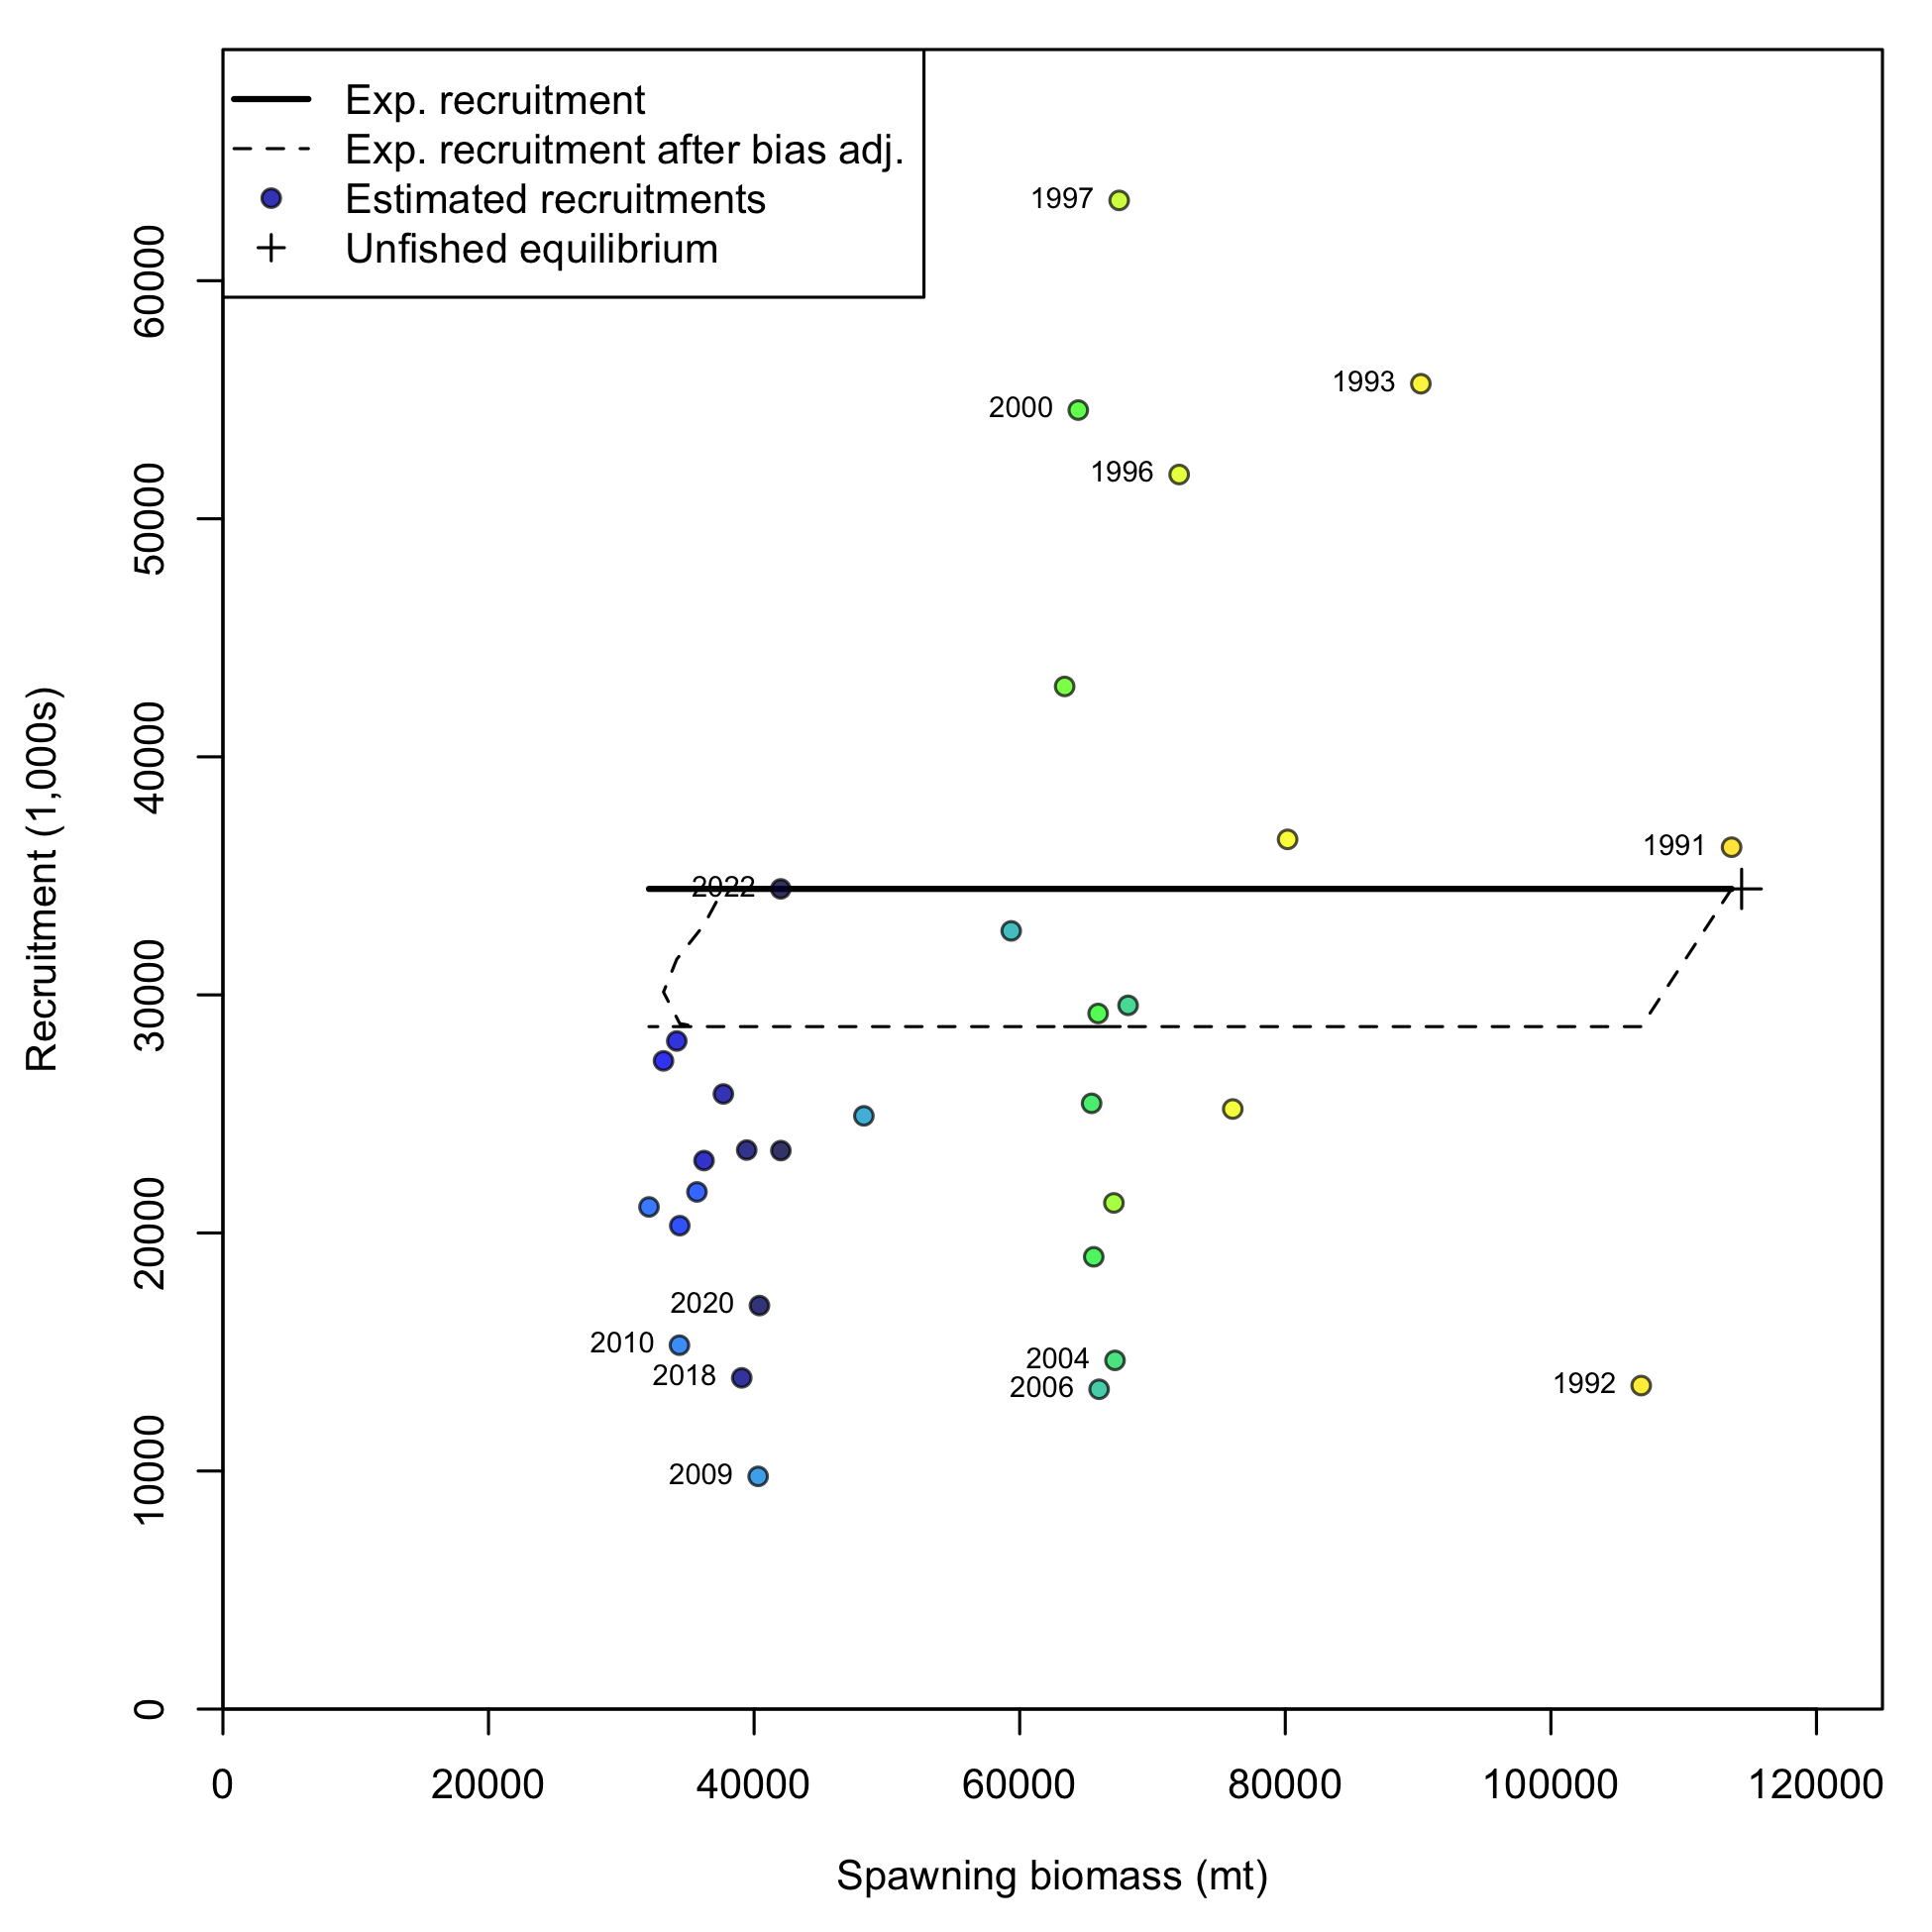 Exp. recruitment
Exp. recruitment after bias adj.
Estimated recruitments
Unfished equilibrium
1997
1993
2000
1996
1991
2022
2020
2010
2018
2004
2006
1992
2009
Recruitment (1,000s)
60000
50000
40000
30000
20000
10000
0
0 20000 40000 60000 80000 100000 120000
Spawning biomass (mt)